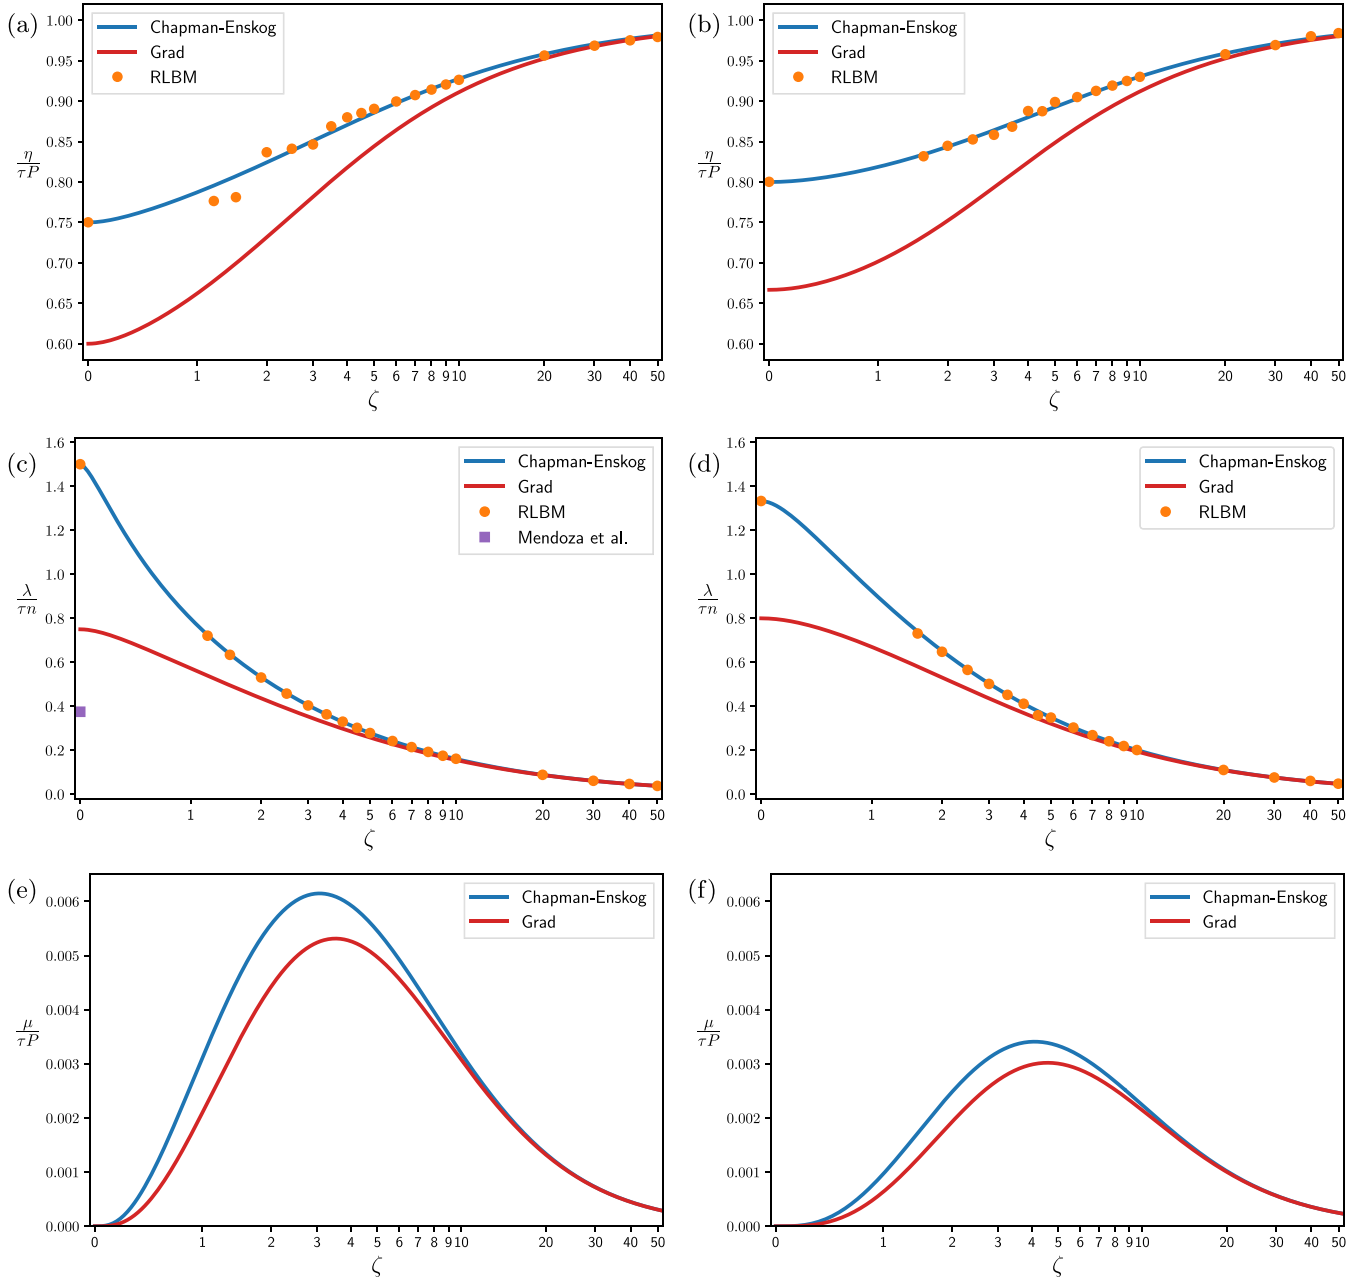 (a)
1.00
0.95
0.90
0.85
0.80
0.75
0.70
0.65
0.60
η
τP
Chapman-Enskog
Grad
RLBM
0 1 2 3 4 5 6 7 8 9 10 20 30 40 50
ζ
(b)
1.00
0.95
0.90
0.85
0.80
0.75
0.70
0.65
0.60
η
τP
Chapman-Enskog
Grad
RLBM
0 1 2 3 4 5 6 7 8 9 10 20 30 40 50
ζ
(c)
1.6
1.4
1.2
1.0
0.8
0.6
0.4
0.2
0.0
λ
τn
Chapman-Enskog
Grad
RLBM
Mendoza et al.
0 1 2 3 4 5 6 7 8 9 10 20 30 40 50
ζ
(d)
1.6
1.4
1.2
1.0
0.8
0.6
0.4
0.2
0.0
λ
τn
Chapman-Enskog
Grad
RLBM
0 1 2 3 4 5 6 7 8 9 10 20 30 40 50
ζ
(e)
0.006
0.005
0.004
0.003
0.002
0.001
0.000
μ
τP
Chapman-Enskog
Grad
0 1 2 3 4 5 6 7 8 9 10 20 30 40 50
ζ
(f)
0.006
0.005
0.004
0.003
0.002
0.001
0.000
μ
τP
Chapman-Enskog
Grad
0 1 2 3 4 5 6 7 8 9 10 20 30 40 50
ζ